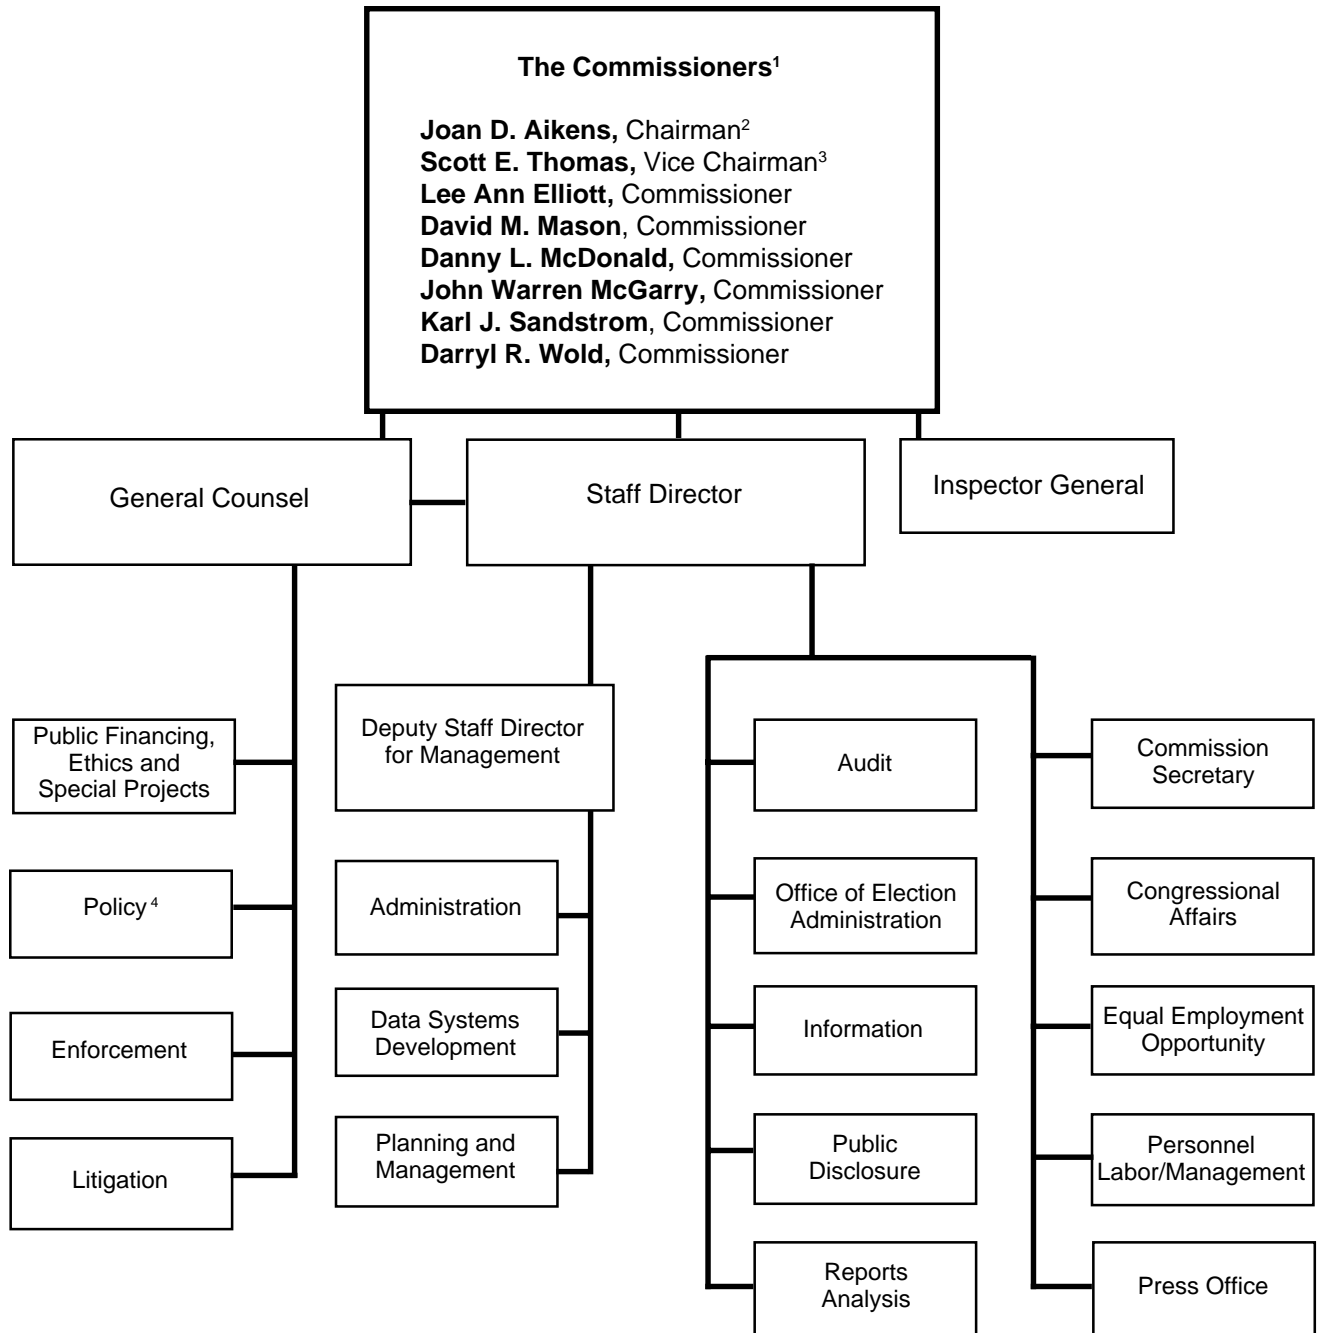 The Commissioners¹
Joan D. Aikens, Chairman²
Scott E. Thomas, Vice Chairman³
Lee Ann Elliott, Commissioner
David M. Mason, Commissioner
Danny L. McDonald, Commissioner
John Warren McGarry, Commissioner
Karl J. Sandstrom, Commissioner
Darryl R. Wold, Commissioner
General Counsel
Staff Director
Inspector General
Public Financing,
Ethics and
Special Projects
Policy ⁴
Enforcement
Litigation
Deputy Staff Director
for Management
Administration
Data Systems
Development
Planning and
Management
Audit
Office of Election
Administration
Information
Public
Disclosure
Reports
Analysis
Commission
Secretary
Congressional
Affairs
Equal Employment
Opportunity
Personnel
Labor/Management
Press Office